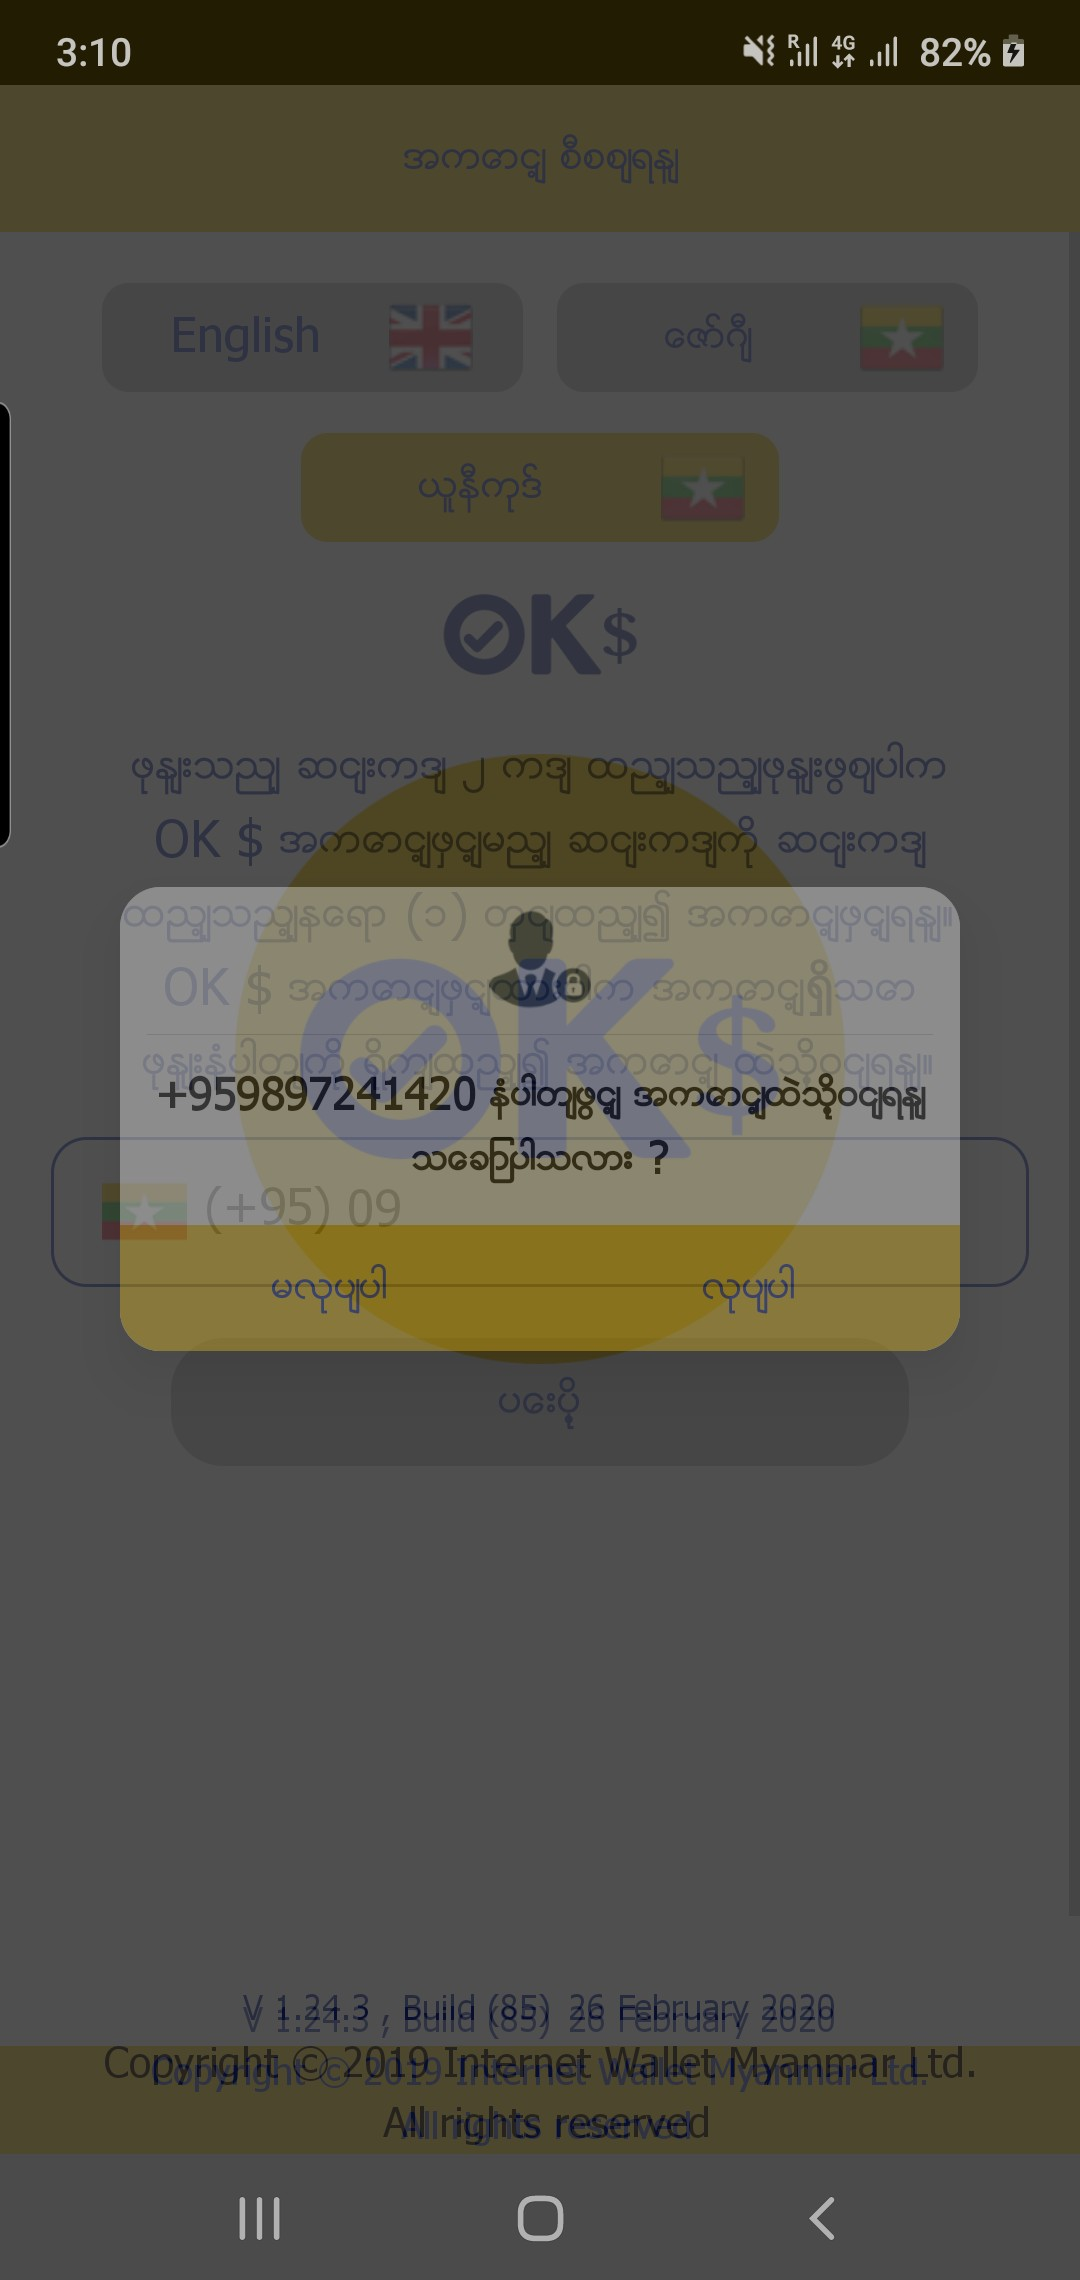 3:10
R 4G 82%
အကောင့် စီစဈရနျ
English
ဇော်ဂျီ
ယူနီကုဒ်
OK$
ဖုနျးသညျ ဆငျးကဒျ ၂ ကဒျ ထညျ့သညျ့ဖုနျးဖွဈပါက
OK $ အကောင့ျဖှင့ျမညျ့ ဆငျးကဒျကို ဆငျးကဒျ
ထညျ့သညျ့နရော (၁) တှငျထညျ့၍ အကောင့ျဖှင့ျရနျ။
OK $ အကောင့ျဖှင့ျ အကောင့ျရှိသော
ဖုနျးနံပါတျကို ရိုကျထညျ့၍ အကောင့ျ ထဲသို့ဝငျရနျ။
+959897241420 နံပါတျဖွင့ျ အကောင့ျထဲသို့ဝငျရနျ
သခြောပါသလား ?
(+95) 09
မလုပျပါ
လုပျပါ
ပေးပို့
V 1.24.3 , Build (85) 26 February 2020
Copyright © 2019 Internet Wallet Myanmar Ltd.
All rights reserved